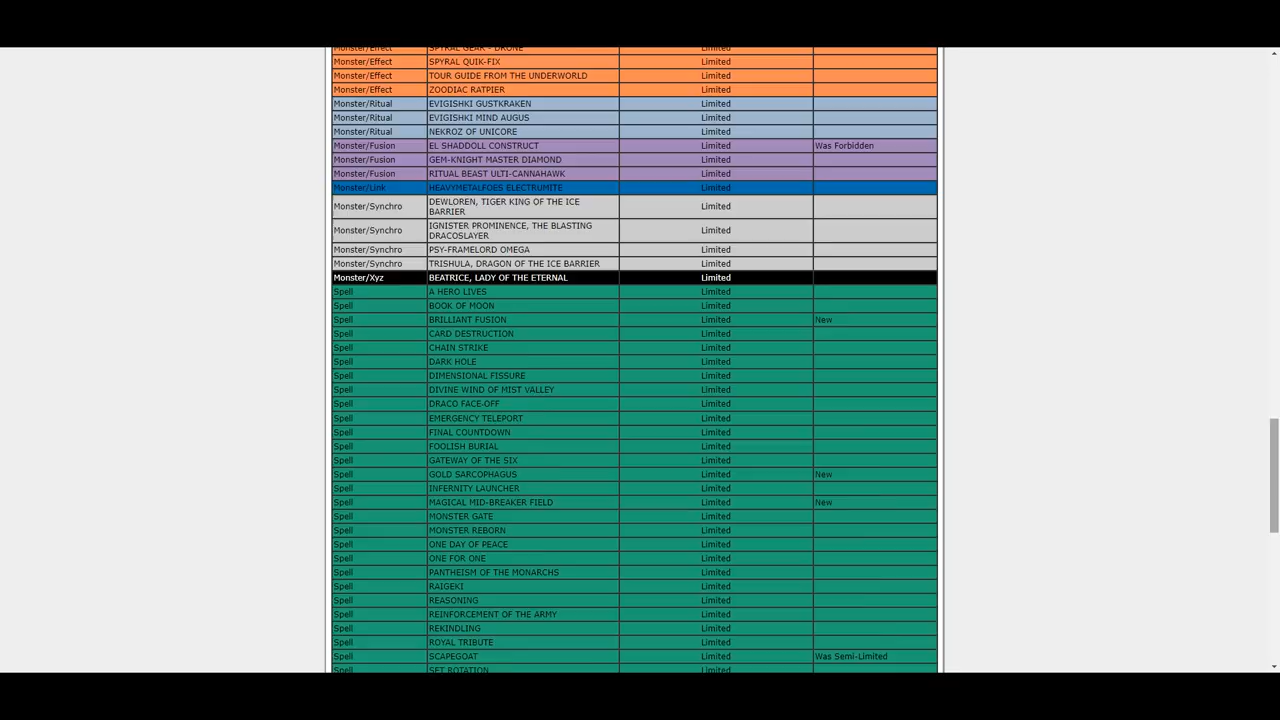 Monster/Effect SPYRAL GEAR - DRONE Limited
Monster/Effect SPYRAL QUIK-FIX Limited
Monster/Effect TOUR GUIDE FROM THE UNDERWORLD Limited
Monster/Effect ZOODIAC RATPIER Limited
Monster/Ritual EVIGISHKI GUSTKRAKEN Limited
Monster/Ritual EVIGISHKI MIND AUGUS Limited
Monster/Ritual NEKROZ OF UNICORE Limited
Monster/Fusion EL SHADDOLL CONSTRUCT Limited Was Forbidden
Monster/Fusion GEM-KNIGHT MASTER DIAMOND Limited
Monster/Fusion RITUAL BEAST ULTI-CANNAHAWK Limited
Monster/Link HEAVYMETALFOES ELECTRUMITE Limited
Monster/Synchro DEWLOREN, TIGER KING OF THE ICE
BARRIER Limited
Monster/Synchro IGNISTER PROMINENCE, THE BLASTING
DRACOSLAYER Limited
Monster/Synchro PSY-FRAMELORD OMEGA Limited
Monster/Synchro TRISHULA, DRAGON OF THE ICE BARRIER Limited
Monster/Xyz BEATRICE, LADY OF THE ETERNAL Limited
Spell A HERO LIVES Limited
Spell BOOK OF MOON Limited
Spell BRILLIANT FUSION Limited New
Spell CARD DESTRUCTION Limited
Spell CHAIN STRIKE Limited
Spell DARK HOLE Limited
Spell DIMENSIONAL FISSURE Limited
Spell DIVINE WIND OF MIST VALLEY Limited
Spell DRACO FACE-OFF Limited
Spell EMERGENCY TELEPORT Limited
Spell FINAL COUNTDOWN Limited
Spell FOOLISH BURIAL Limited
Spell GATEWAY OF THE SIX Limited
Spell GOLD SARCOPHAGUS Limited New
Spell INFERNITY LAUNCHER Limited
Spell MAGICAL MID-BREAKER FIELD Limited New
Spell MONSTER GATE Limited
Spell MONSTER REBORN Limited
Spell ONE DAY OF PEACE Limited
Spell ONE FOR ONE Limited
Spell PANTHEISM OF THE MONARCHS Limited
Spell RAIGEKI Limited
Spell REASONING Limited
Spell REINFORCEMENT OF THE ARMY Limited
Spell REKINDLING Limited
Spell ROYAL TRIBUTE Limited
Spell SCAPEGOAT Limited Was Semi-Limited
Spell SET ROTATION Limited